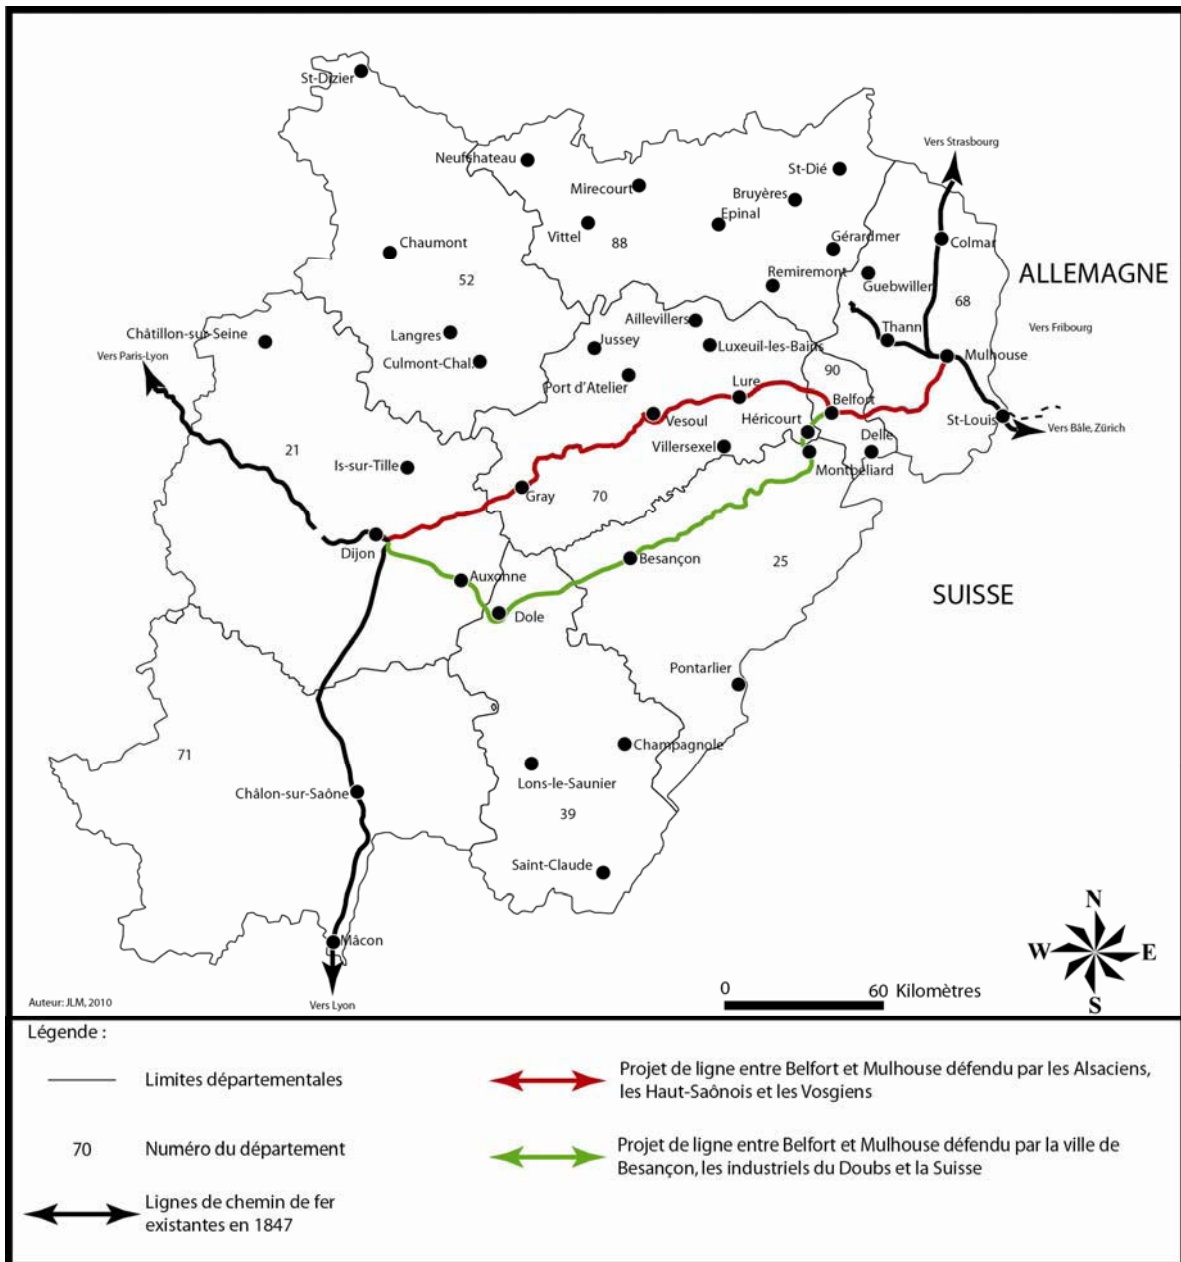 St-Dizier
Neufchateau
Mirecourt
St-Dié
Bruyères
Epinal
Vittel
88
Gérardmer
Remiremont
Guebwiller
Vers Strasbourg
Colmar
ALLEMAGNE
68
Vers Fribourg
Chaumont
52
Langres
Culmont-Chal.
Châtillon-sur-Seine
Vers Paris-Lyon
Aillevillers
Jussey
Luxeuil-les-Bains
Port d'Atelier
Lure
90
Thann
Mulhouse
Belfort
Vesoul
Héricourt
Delle
St-Louis
Vers Bâle, Zürich
Villersexel
Montbéliard
21
Is-sur-Tille
Gray
70
Dijon
Auxonne
Dole
Besançon
25
SUISSE
Pontarlier
71
Champagnole
Lons-le-Saunier
39
Châlon-sur-Saône
Saint-Claude
Mâcon
Vers Lyon
N
W
E
S
0
60 Kilomètres
Auteur: JLM, 2010
Légende :
Limites départementales
70
Numéro du département
Lignes de chemin de fer
existantes en 1847
Projet de ligne entre Belfort et Mulhouse défendu par les Alsaciens,
les Haut-Saônois et les Vosgiens
Projet de ligne entre Belfort et Mulhouse défendu par la ville de
Besançon, les industriels du Doubs et la Suisse